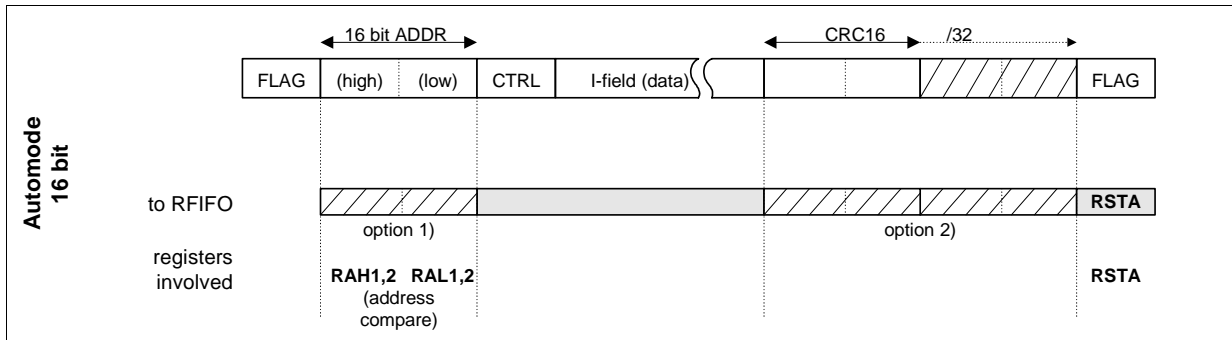 16 bit ADDR CRC16 /32
FLAG (high) (low) CTRL I-field (data) FLAG
Automode
16 bit
to RFIFO RSTA
option 1) option 2)
registers
involved
RAH1,2 RAL1,2 RSTA
(address
compare)